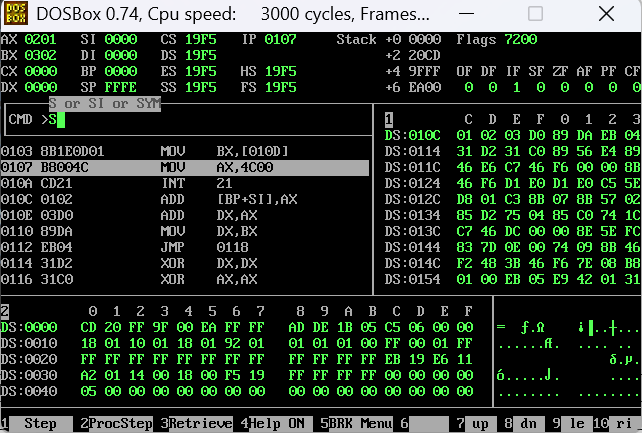 DOSBox 0.74, Cpu speed: 3000 cycles, Frames...
AX 0201 SI 0000 CS 19F5 IP 0107 Stack +0 0000 Flags 7200
BX 0302 DI 0000 DS 19F5 +2 20CD
CX 0000 BP 0000 ES 19F5 HS 19F5 +4 9FFF OF DF IF SF ZF AF PF CF
DX 0000 SP FFFE SS 19F5 FS 19F5 +6 EA00 0 0 1 0 0 0 0 0
S or SI or SYM
CMD >S
1 C D E F 0 1 2 3
DS:010C 01 02 03 D0 89 DA EB 04
0103 8B1E0D01 MOV BX,[010D] DS:0114 31 D2 31 C0 89 56 E4 89
0107 B8004C MOV AX,4C00 DS:011C 46 E6 C7 46 F6 00 00 8B
010A CD21 INT 21 DS:0124 46 F6 D1 E0 D1 E0 C5 5E
010C 0102 ADD [BP+SI],AX DS:012C D8 01 C3 8B 07 8B 57 02
010E 03D0 ADD DX,AX DS:0134 85 D2 75 04 85 C0 74 1C
0110 89DA MOV DX,BX DS:013C C7 46 DC 00 00 8E 5E FC
0112 EB04 JMP 0118 DS:0144 83 7D 0E 00 74 09 8B 46
0114 31D2 XOR DX,DX DS:014C F2 48 3B 46 F6 7E 08 B8
0116 31C0 XOR AX,AX DS:0154 01 00 EB 05 E9 42 01 31
2 0 1 2 3 4 5 6 7 8 9 A B C D E F
DS:0000 CD 20 FF 9F 00 EA FF FF AD DE 1B 05 C5 06 00 00
DS:0010 18 01 10 01 18 01 92 01 01 01 01 00 FF 00 01 FF
DS:0020 FF FF FF FF FF FF FF FF FF FF FF FF EB 19 E6 11
DS:0030 A2 01 14 00 18 00 F5 19 FF FF FF FF 00 00 00 00
DS:0040 05 00 00 00 00 00 00 00 00 00 00 00 00 00 00 00
1 Step 2ProcStep 3Retrieve 4Help ON 5BRK Menu 6 7 up 8 dn 9 le 10 ri